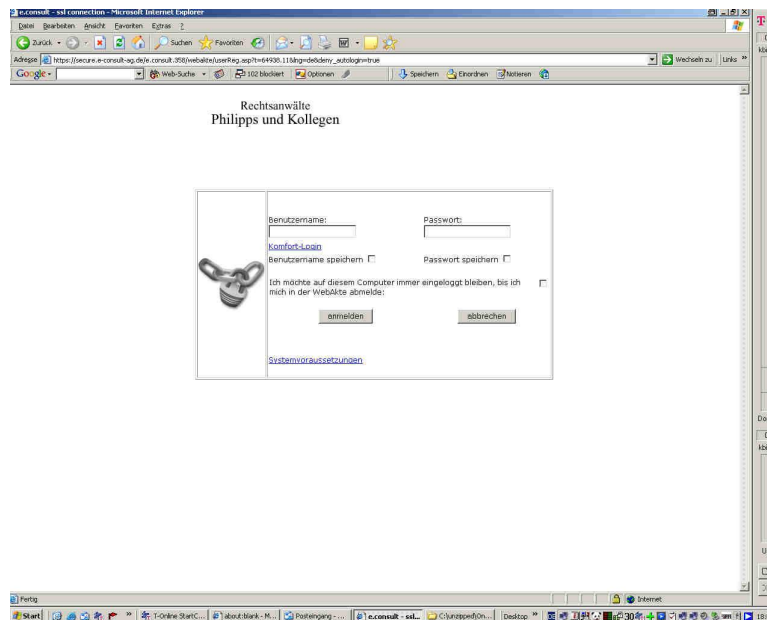 e.consult - ssl connection - Microsoft Internet Explorer
Datei Bearbeiten Ansicht Favoriten Extras ?
Zurück Suchen Favoriten
Adresse https://secure.e-consult-ag.de/e.consult.358/webakte/userReg.asp?t=64938.11&lng=de&deny_autologin=true Wechseln zu Links »
Google Web-Suche 102 blockiert Optionen Speichern Einordnen Notieren
Rechtsanwälte
Philipps und Kollegen
Benutzername: Passwort:
Komfort-Login
Benutzername speichern Passwort speichern
Ich möchte auf diesem Computer immer eingeloggt bleiben, bis ich
mich in der WebAkte abmelde:
anmelden abbrechen
Systemvoraussetzungen
Fertig Internet
Start » T-Online StartC... about:blank - M... Posteingang - ... e.consult - ssl... C:\unzipped\On... Desktop »